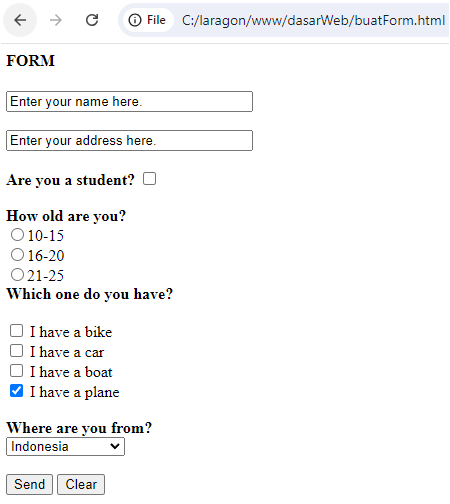 File C:/laragon/www/dasarWeb/buatForm.html
FORM
Enter your name here.
Enter your address here.
Are you a student?
How old are you?
10-15
16-20
21-25
Which one do you have?
I have a bike
I have a car
I have a boat
I have a plane
Where are you from?
Indonesia
Send Clear